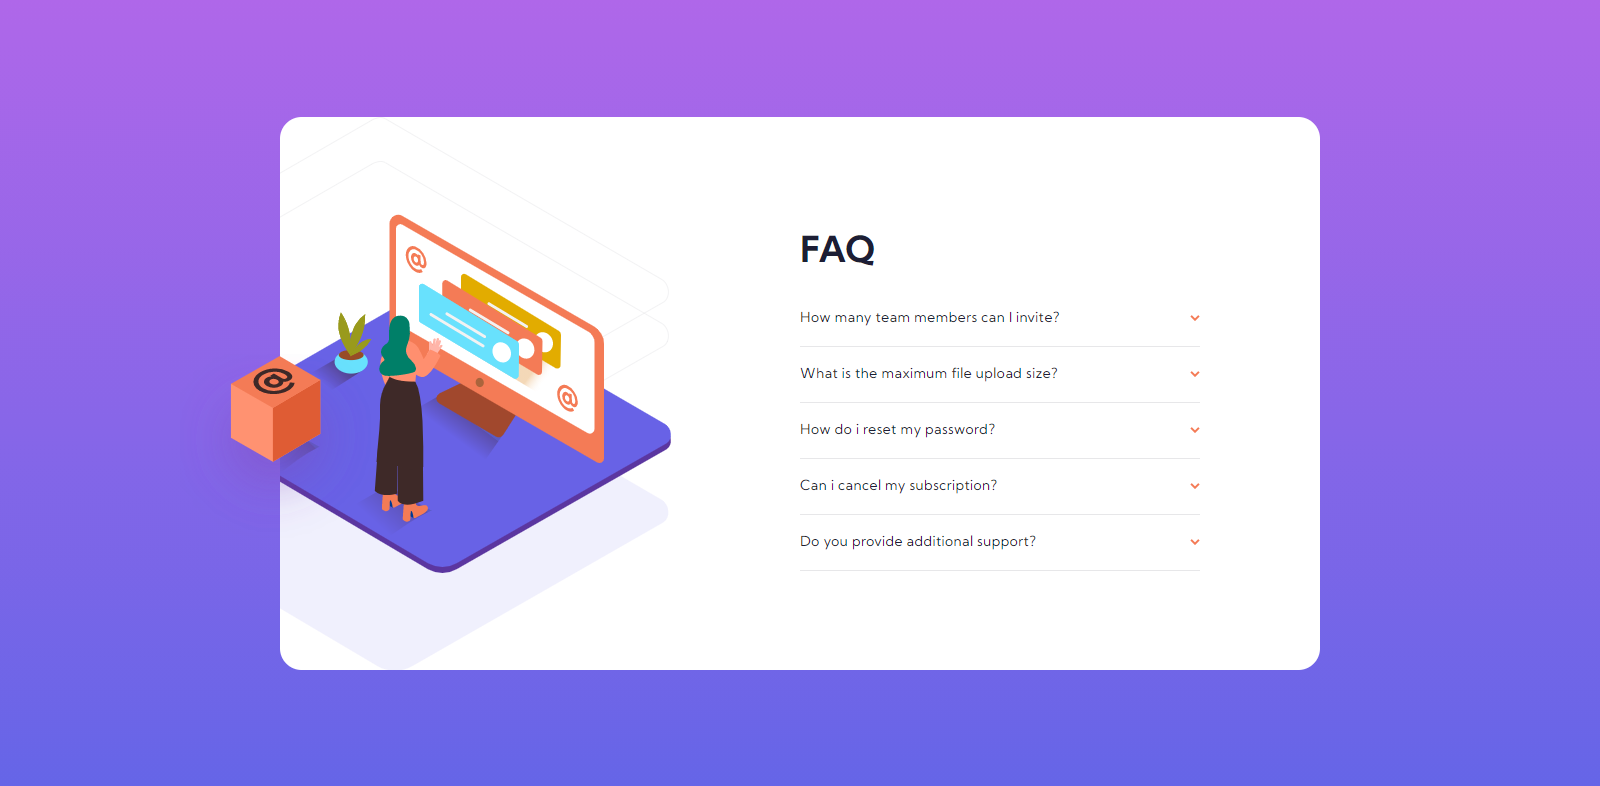 @
@
@
FAQ
How many team members can I invite?
What is the maximum file upload size?
How do i reset my password?
Can i cancel my subscription?
Do you provide additional support?